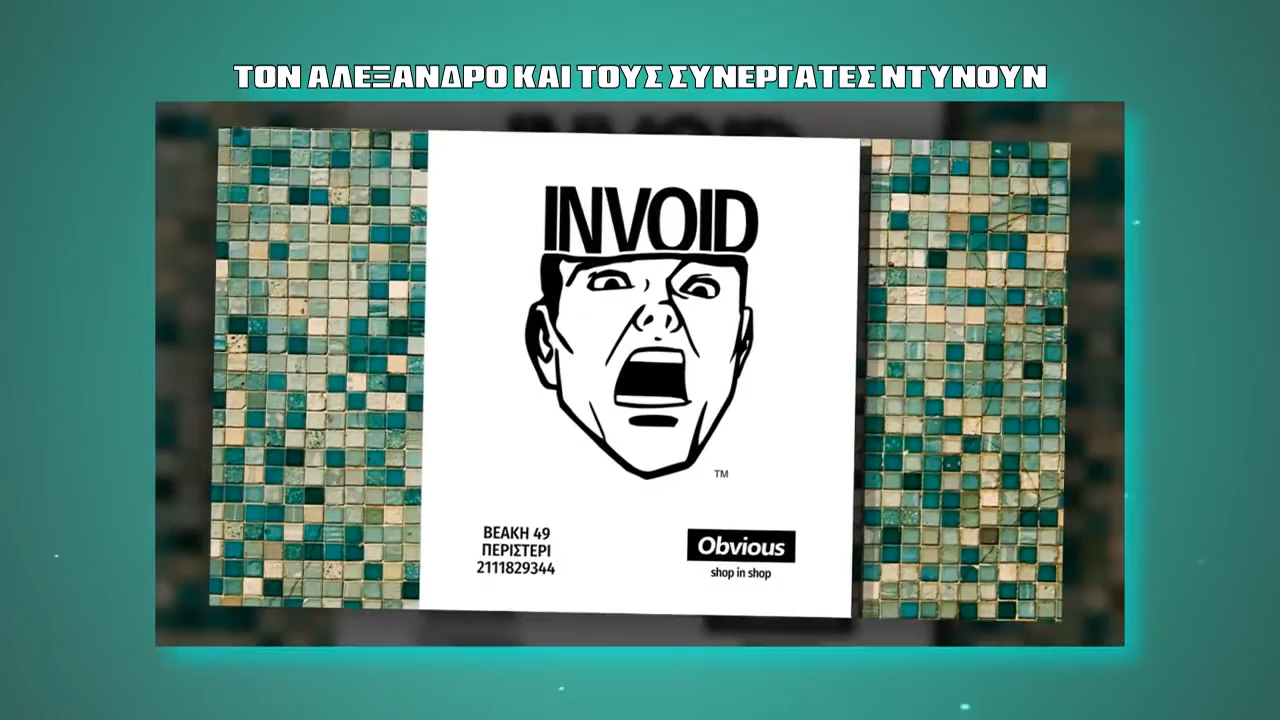 ΤΟΝ ΑΛΕΞΑΝΔΡΟ ΚΑΙ ΤΟΥΣ ΣΥΝΕΡΓΑΤΕΣ ΝΤΥΝΟΥΝ
INVOID
TM
ΒΕΑΚΗ 49
ΠΕΡΙΣΤΕΡΙ
2111829344
Obvious
shop in shop